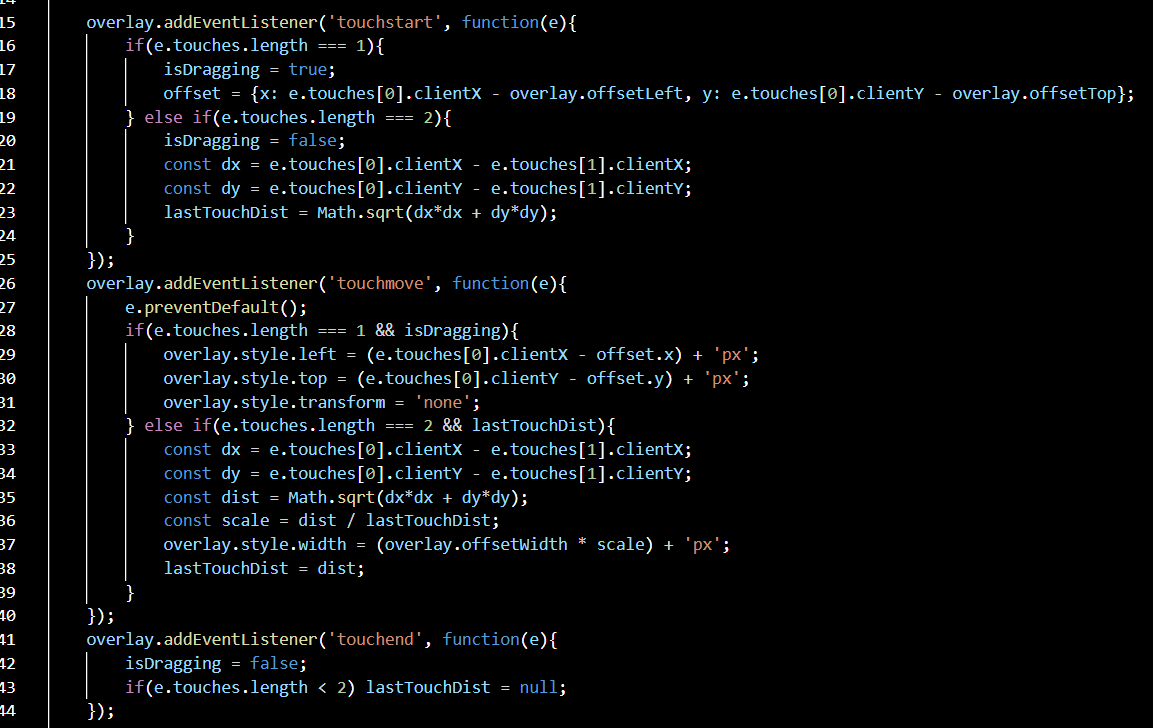 14
15 overlay.addEventListener('touchstart', function(e){
16 if(e.touches.length === 1){
17 isDragging = true;
18 offset = {x: e.touches[0].clientX - overlay.offsetLeft, y: e.touches[0].clientY - overlay.offsetTop};
19 } else if(e.touches.length === 2){
20 isDragging = false;
21 const dx = e.touches[0].clientX - e.touches[1].clientX;
22 const dy = e.touches[0].clientY - e.touches[1].clientY;
23 lastTouchDist = Math.sqrt(dx*dx + dy*dy);
24 }
25 });
26 overlay.addEventListener('touchmove', function(e){
27 e.preventDefault();
28 if(e.touches.length === 1 && isDragging){
29 overlay.style.left = (e.touches[0].clientX - offset.x) + 'px';
30 overlay.style.top = (e.touches[0].clientY - offset.y) + 'px';
31 overlay.style.transform = 'none';
32 } else if(e.touches.length === 2 && lastTouchDist){
33 const dx = e.touches[0].clientX - e.touches[1].clientX;
34 const dy = e.touches[0].clientY - e.touches[1].clientY;
35 const dist = Math.sqrt(dx*dx + dy*dy);
36 const scale = dist / lastTouchDist;
37 overlay.style.width = (overlay.offsetWidth * scale) + 'px';
38 lastTouchDist = dist;
39 }
40 });
41 overlay.addEventListener('touchend', function(e){
42 isDragging = false;
43 if(e.touches.length < 2) lastTouchDist = null;
44 });